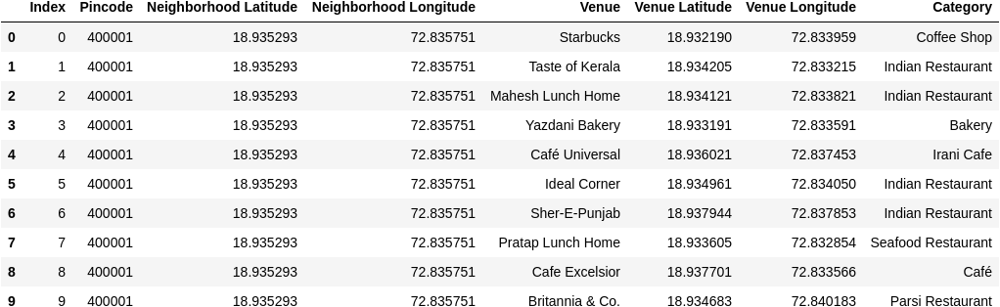 Index Pincode Neighborhood Latitude Neighborhood Longitude Venue Venue Latitude Venue Longitude Category
0 0 400001 18.935293 72.835751 Starbucks 18.932190 72.833959 Coffee Shop
1 1 400001 18.935293 72.835751 Taste of Kerala 18.934205 72.833215 Indian Restaurant
2 2 400001 18.935293 72.835751 Mahesh Lunch Home 18.934121 72.833821 Indian Restaurant
3 3 400001 18.935293 72.835751 Yazdani Bakery 18.933191 72.833591 Bakery
4 4 400001 18.935293 72.835751 Café Universal 18.936021 72.837453 Irani Cafe
5 5 400001 18.935293 72.835751 Ideal Corner 18.934961 72.834050 Indian Restaurant
6 6 400001 18.935293 72.835751 Sher-E-Punjab 18.937944 72.837853 Indian Restaurant
7 7 400001 18.935293 72.835751 Pratap Lunch Home 18.933605 72.832854 Seafood Restaurant
8 8 400001 18.935293 72.835751 Cafe Excelsior 18.937701 72.833566 Café
9 9 400001 18.935293 72.835751 Britannia & Co. 18.934683 72.840183 Parsi Restaurant